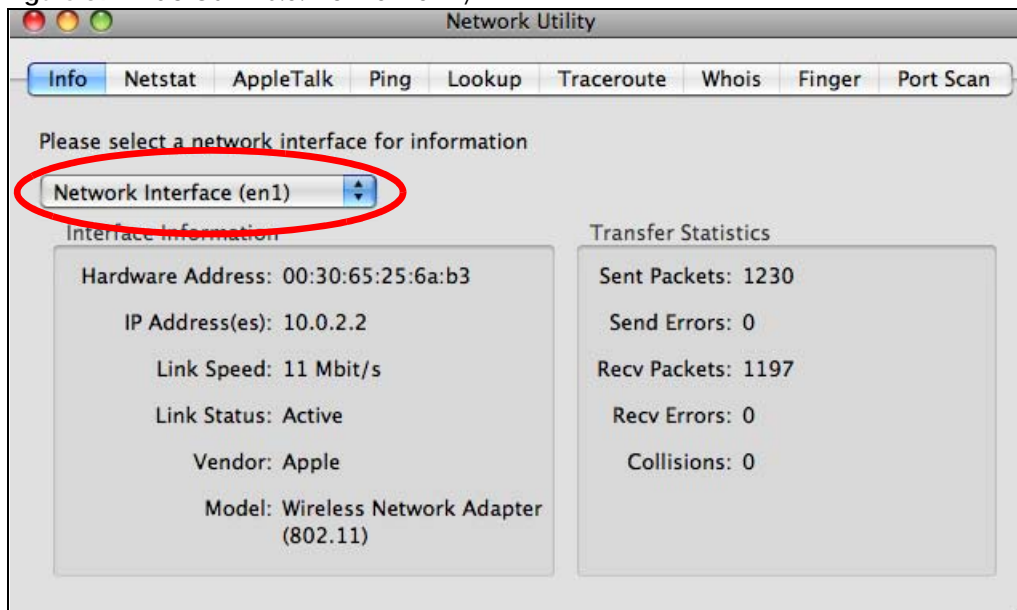 Network Utility
Info Netstat AppleTalk Ping Lookup Traceroute Whois Finger Port Scan
Please select a network interface for information
Network Interface (en1)
Interface Information
Hardware Address: 00:30:65:25:6a:b3
IP Address(es): 10.0.2.2
Link Speed: 11 Mbit/s
Link Status: Active
Vendor: Apple
Model: Wireless Network Adapter
(802.11)
Transfer Statistics
Sent Packets: 1230
Send Errors: 0
Recv Packets: 1197
Recv Errors: 0
Collisions: 0